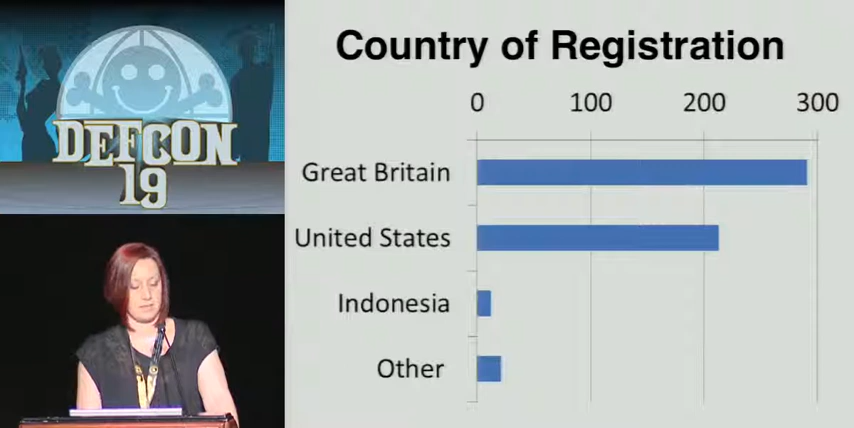 DEFCON
19
Country of Registration
0 100 200 300
Great Britain
United States
Indonesia
Other